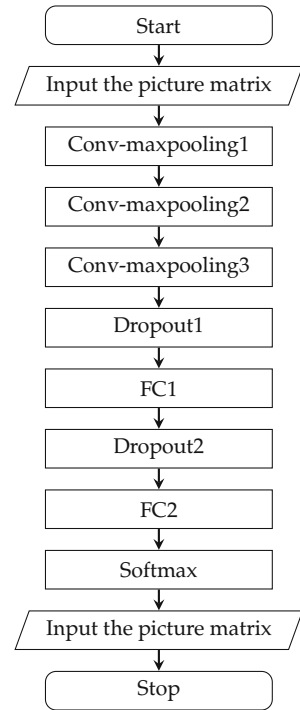 Start
Input the picture matrix
Conv-maxpooling1
Conv-maxpooling2
Conv-maxpooling3
Dropout1
FC1
Dropout2
FC2
Softmax
Input the picture matrix
Stop